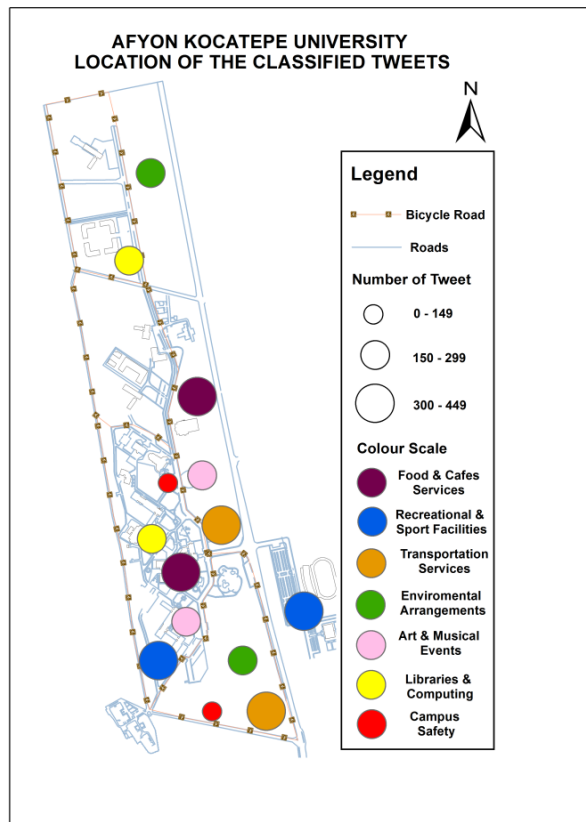 AFYON KOCATEPE UNIVERSITY
LOCATION OF THE CLASSIFIED TWEETS
N
Legend
Bicycle Road
Roads
Number of Tweet
0 - 149
150 - 299
300 - 449
Colour Scale
Food & Cafes
Services
Recreational &
Sport Facilities
Transportation
Services
Enviromental
Arrangements
Art & Musical
Events
Libraries &
Computing
Campus
Safety